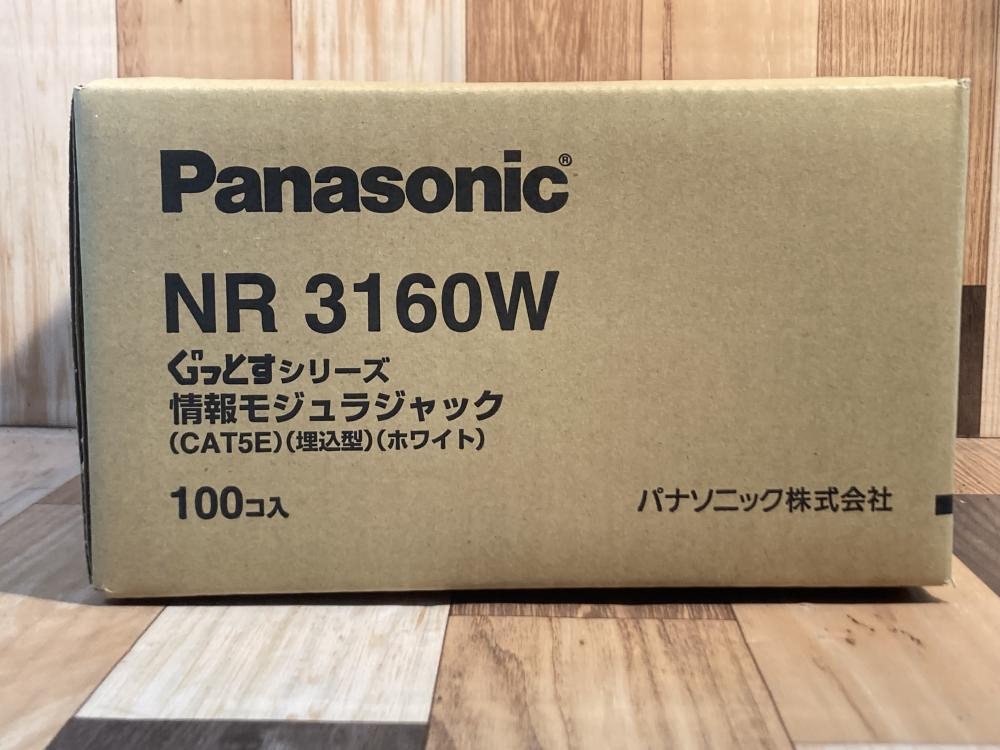 Panasonic®
NR 3160W
ぐっとすシリーズ
情報モジュラジャック
(CAT5E)(埋込型)(ホワイト)
100コ入
パナソニック株式会社